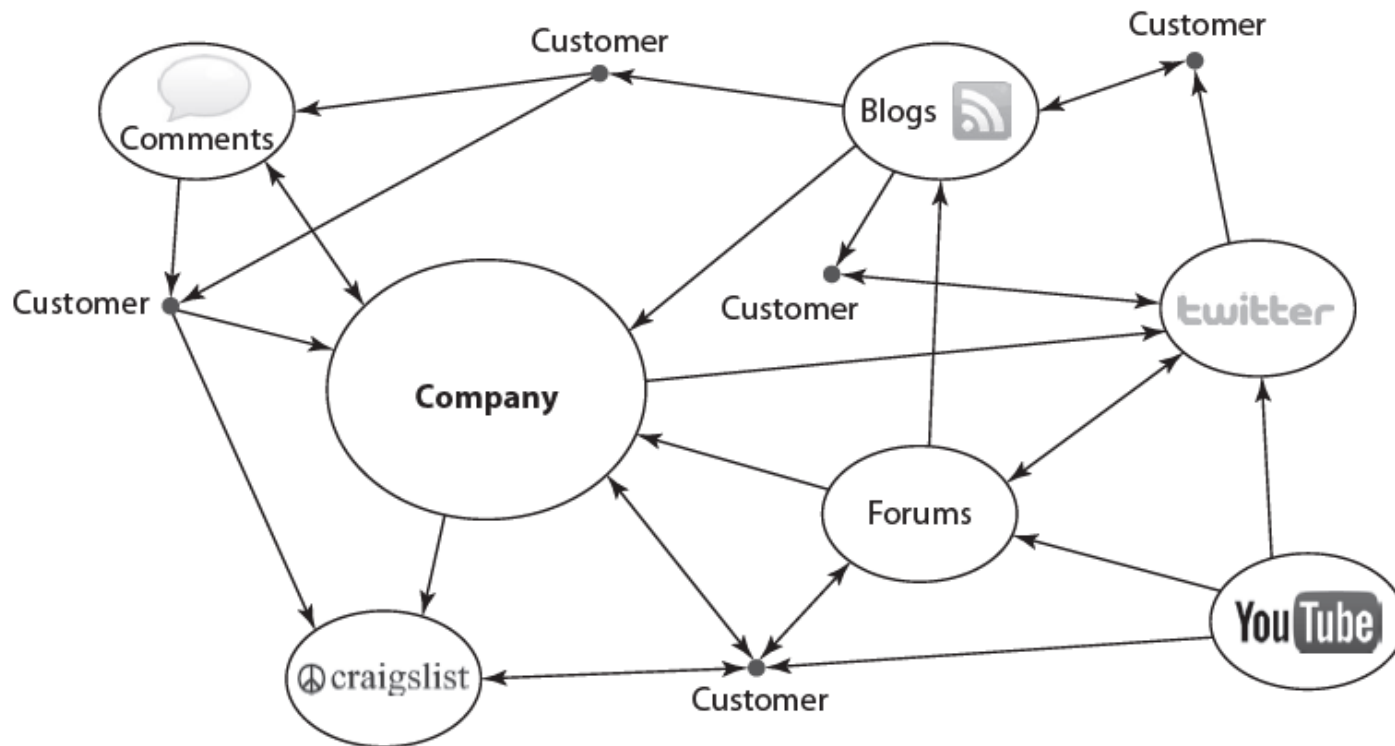 Customer
Customer
Comments
Blogs
Customer
Customer
twitter
Company
Forums
YouTube
craigslist
Customer